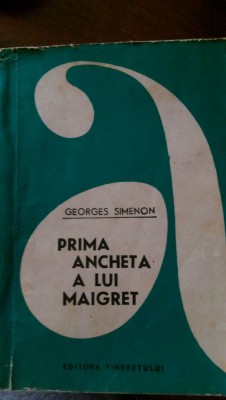 GEORGES SIMENON
PRIMA
ANCHETA
A LUI
MAIGRET
EDITURA TINERETULUI